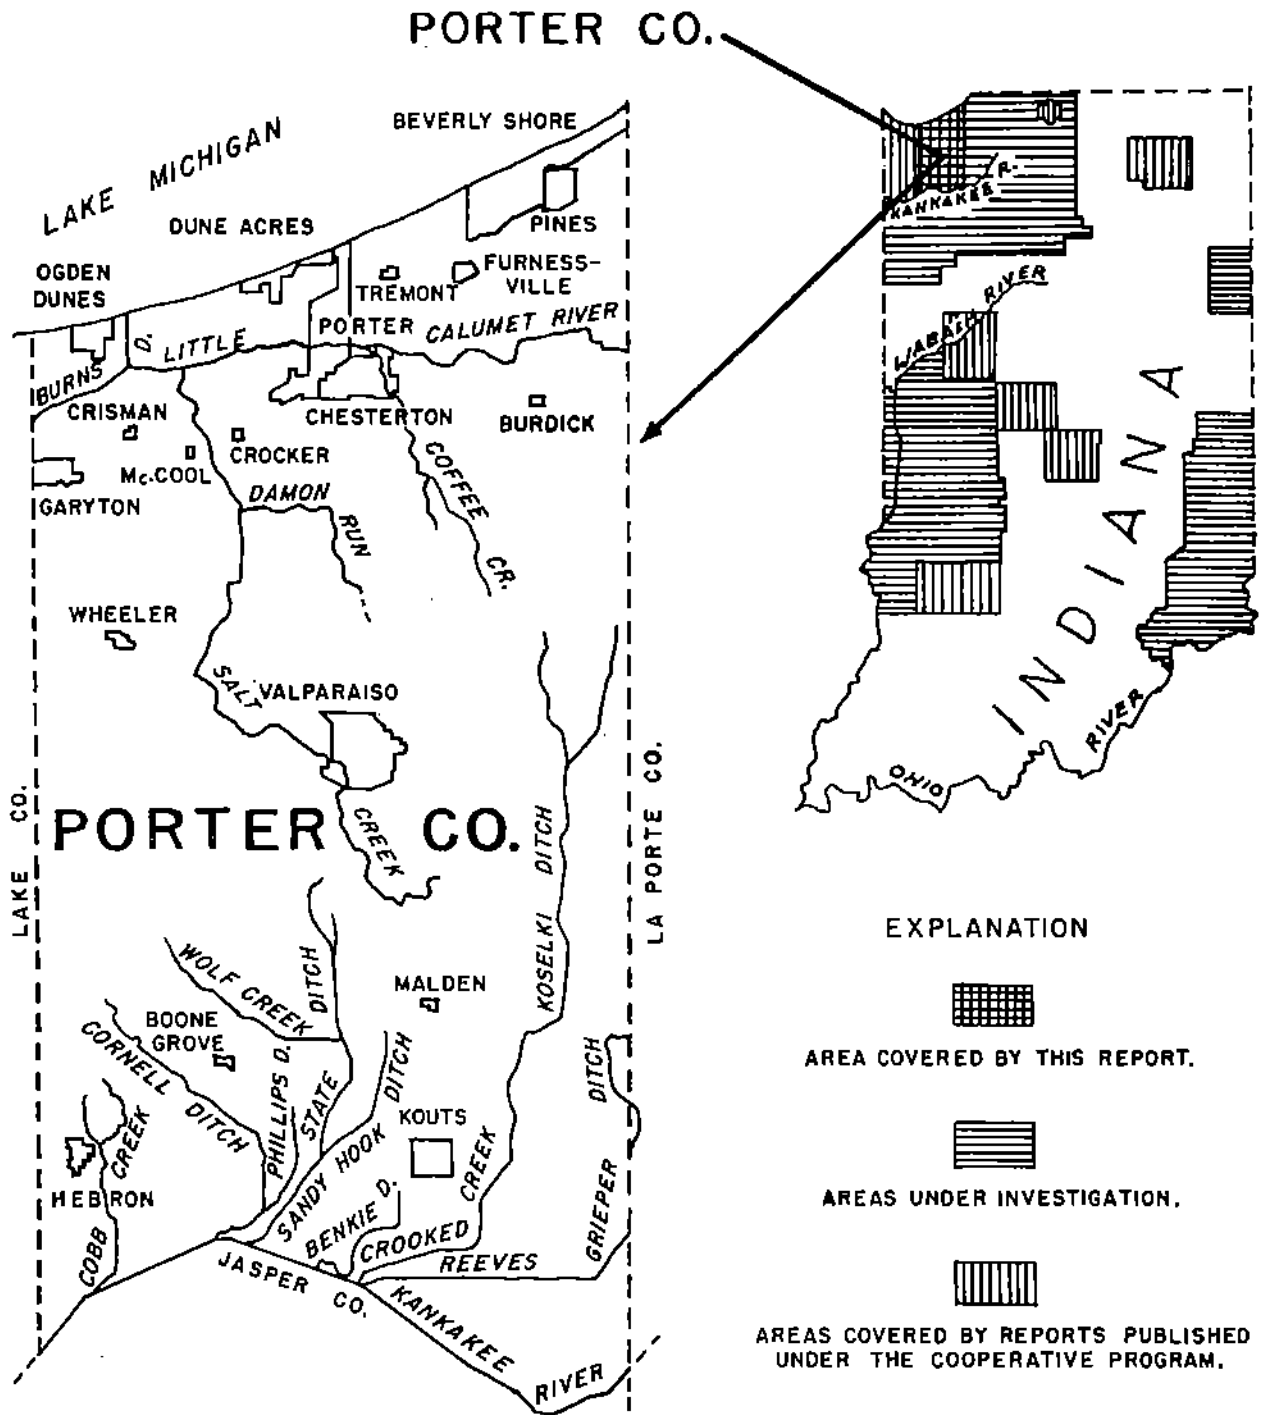 PORTER CO.
LAKE MICHIGAN
BEVERLY SHORE
DUNE ACRES
PINES
OGDEN
DUNES
TREMONT
FURNESS-
VILLE
PORTER
CALUMET RIVER
LITTLE
D.
BURNS
CRISMAN
CHESTERTON
BURDICK
CROCKER
Mc.COOL
GARYTON
DAMON
RUN
COFFEE
CR.
WHEELER
SALT
VALPARAISO
CREEK
PORTER CO.
LAKE CO.
LA PORTE CO.
KOSELKI DITCH
WOLF CREEK
DITCH
MALDEN
BOONE
GROVE
CORNELL
DITCH
PHILLIPS D.
STATE
DITCH
SANDY HOOK
KOUTS
CREEK
HEBRON
COBB
BENKIE D.
CROOKED
CREEK
REEVES
GRIEPER
DITCH
JASPER CO.
KANKAKEE
RIVER
KANKAKEE R.
WABASH RIVER
INDIANA
OHIO
RIVER
EXPLANATION
AREA COVERED BY THIS REPORT.
AREAS UNDER INVESTIGATION.
AREAS COVERED BY REPORTS PUBLISHED
UNDER THE COOPERATIVE PROGRAM.